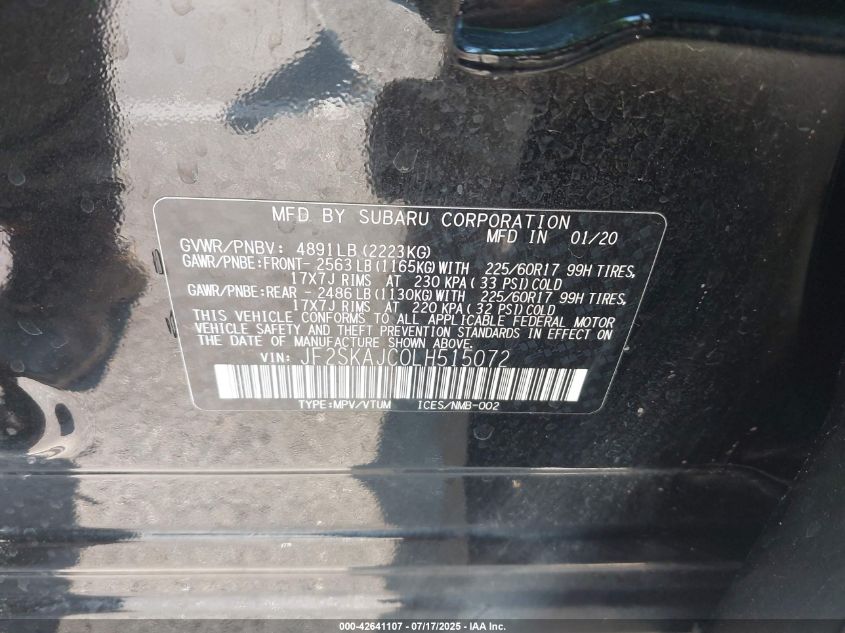 MFD BY SUBARU CORPORATION
MFD IN 01/20
GVWR/PNBV: 4891LB(2223KG)
GAWR/PNBE:FRONT- 2563LB(1165KG)WITH 225/60R17 99H TIRES,
17X7J RIMS AT 230 KPA(33 PSI)COLD
GAWR/PNBE:REAR - 2486LB(1130KG)WITH 225/60R17 99H TIRES,
17X7J RIMS AT 220 KPA(32 PSI)COLD
THIS VEHICLE CONFORMS TO ALL APPLICABLE FEDERAL MOTOR
VEHICLE SAFETY AND THEFT PREVENTION STANDARDS IN EFFECT ON
THE DATE OF MANUFACTURE SHOWN ABOVE.
VIN: JF2SKAJC0LH515072
TYPE:MPV/VTUM ICES/NMB-002
000-42641107 - 07/17/2025 - IAA Inc.